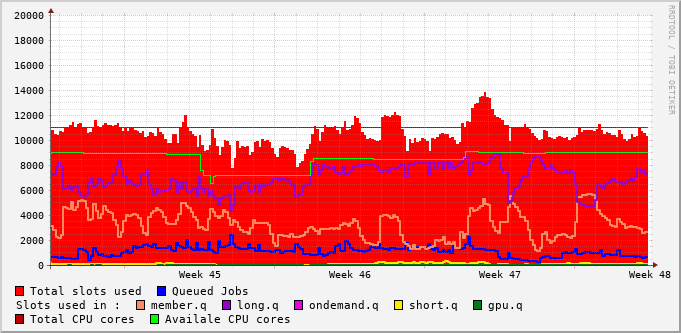 20000
18000
16000
14000
12000
10000
8000
6000
4000
2000
0
Week 45 Week 46 Week 47 Week 48
Total slots used Queued Jobs
Slots used in : member.q long.q ondemand.q short.q gpu.q
Total CPU cores Availale CPU cores
RRDTOOL / TOBI OETIKER